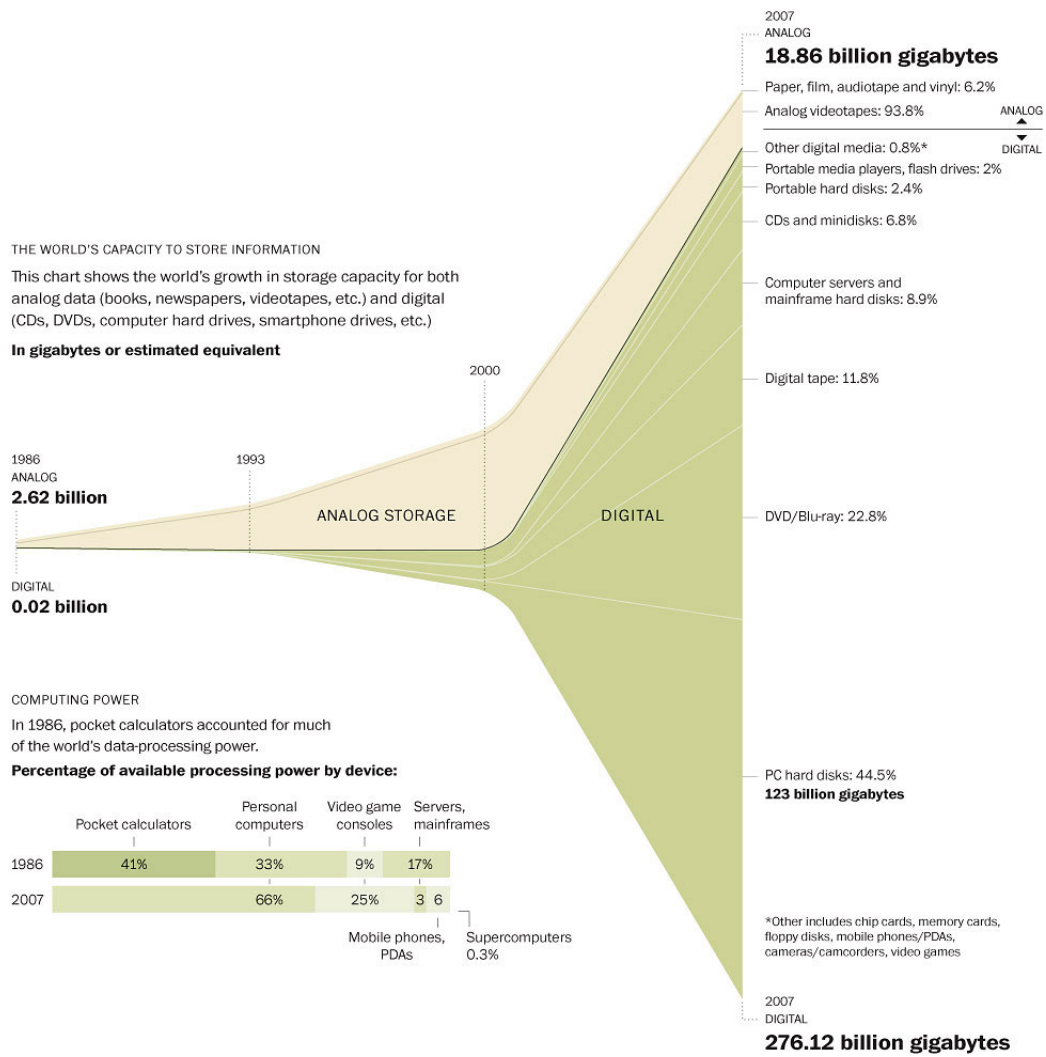 THE WORLD'S CAPACITY TO STORE INFORMATION
This chart shows the world's growth in storage capacity for both
analog data (books, newspapers, videotapes, etc.) and digital
(CDs, DVDs, computer hard drives, smartphone drives, etc.)
In gigabytes or estimated equivalent
1986
ANALOG
2.62 billion
DIGITAL
0.02 billion
1993
2000
ANALOG STORAGE
DIGITAL
2007
ANALOG
18.86 billion gigabytes
Paper, film, audiotape and vinyl: 6.2%
Analog videotapes: 93.8%
ANALOG
DIGITAL
Other digital media: 0.8%*
Portable media players, flash drives: 2%
Portable hard disks: 2.4%
CDs and minidisks: 6.8%
Computer servers and
mainframe hard disks: 8.9%
Digital tape: 11.8%
DVD/Blu-ray: 22.8%
PC hard disks: 44.5%
123 billion gigabytes
*Other includes chip cards, memory cards,
floppy disks, mobile phones/PDAs,
cameras/camcorders, video games
2007
DIGITAL
276.12 billion gigabytes
COMPUTING POWER
In 1986, pocket calculators accounted for much
of the world's data-processing power.
Percentage of available processing power by device:
Pocket calculators
Personal
computers
Video game
consoles
Servers,
mainframes
1986
41%
33%
9%
17%
2007
66%
25%
3
6
Mobile phones,
PDAs
Supercomputers
0.3%